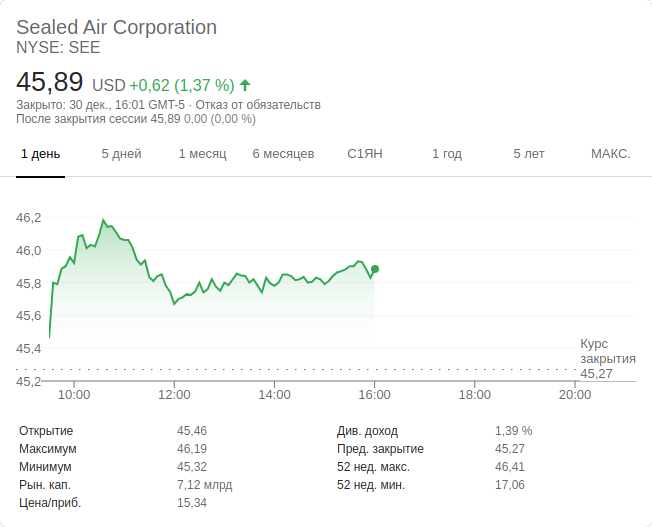 Sealed Air Corporation
NYSE: SEE
45,89 USD +0,62 (1,37 %)
Закрыто: 30 дек., 16:01 GMT-5 · Отказ от обязательств
После закрытия сессии 45,89 0,00 (0,00 %)
1 день 5 дней 1 месяц 6 месяцев С1ЯН 1 год 5 лет МАКС.
46,2
46,0
45,8
45,6
45,4
45,2
Курс
закрытия
45,27
10:00 12:00 14:00 16:00 18:00 20:00
Открытие 45,46 Див. доход 1,39 %
Максимум 46,19 Пред. закрытие 45,27
Минимум 45,32 52 нед. макс. 46,41
Рын. кап. 7,12 млрд 52 нед. мин. 17,06
Цена/приб. 15,34